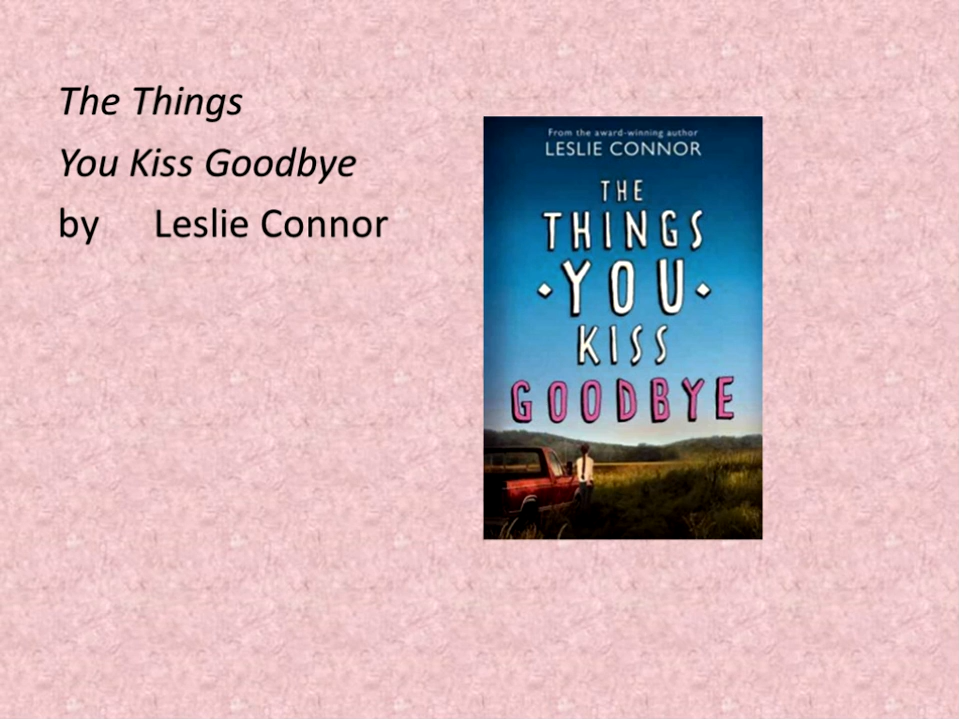 The Things
You Kiss Goodbye
by Leslie Connor
From the award-winning author
LESLIE CONNOR
THE
THINGS
·YOU·
KISS
GOODBYE